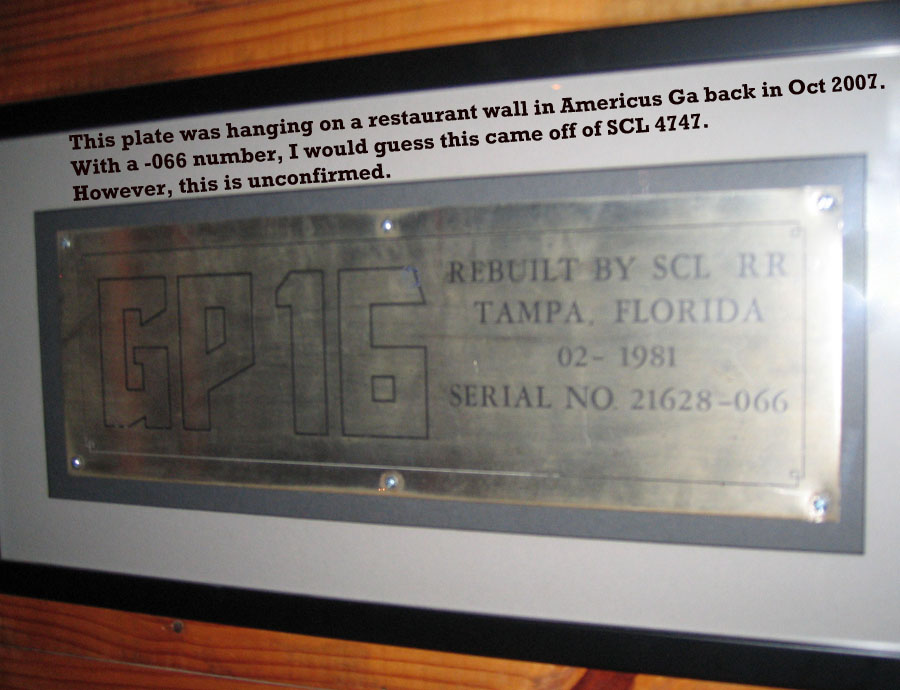 This plate was hanging on a restaurant wall in Americus Ga back in Oct 2007.
With a -066 number, I would guess this came off of SCL 4747.
However, this is unconfirmed.
GP16
REBUILT BY SCL RR
TAMPA, FLORIDA
02- 1981
SERIAL NO. 21628-066